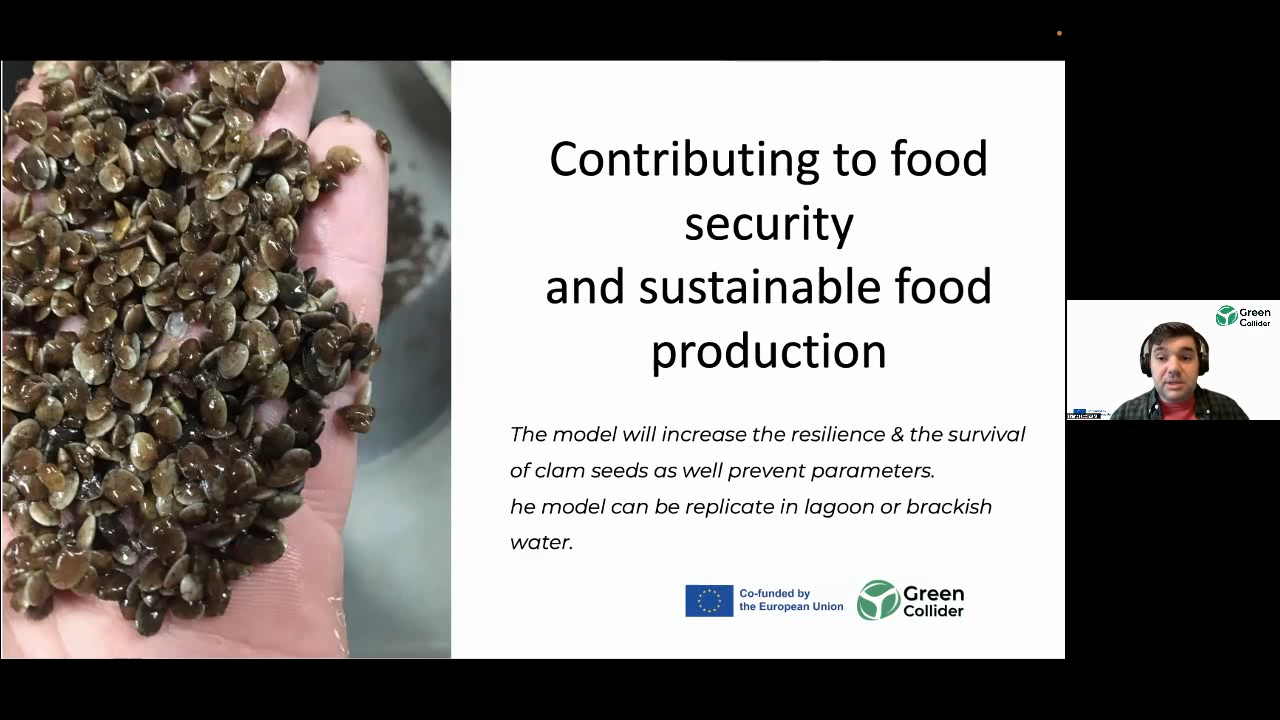 Contributing to food
security
and sustainable food
production
The model will increase the resilience & the survival
of clam seeds as well prevent parameters.
he model can be replicate in lagoon or brackish
water.
Co-funded by
the European Union
Green
Collider
Green
Collider